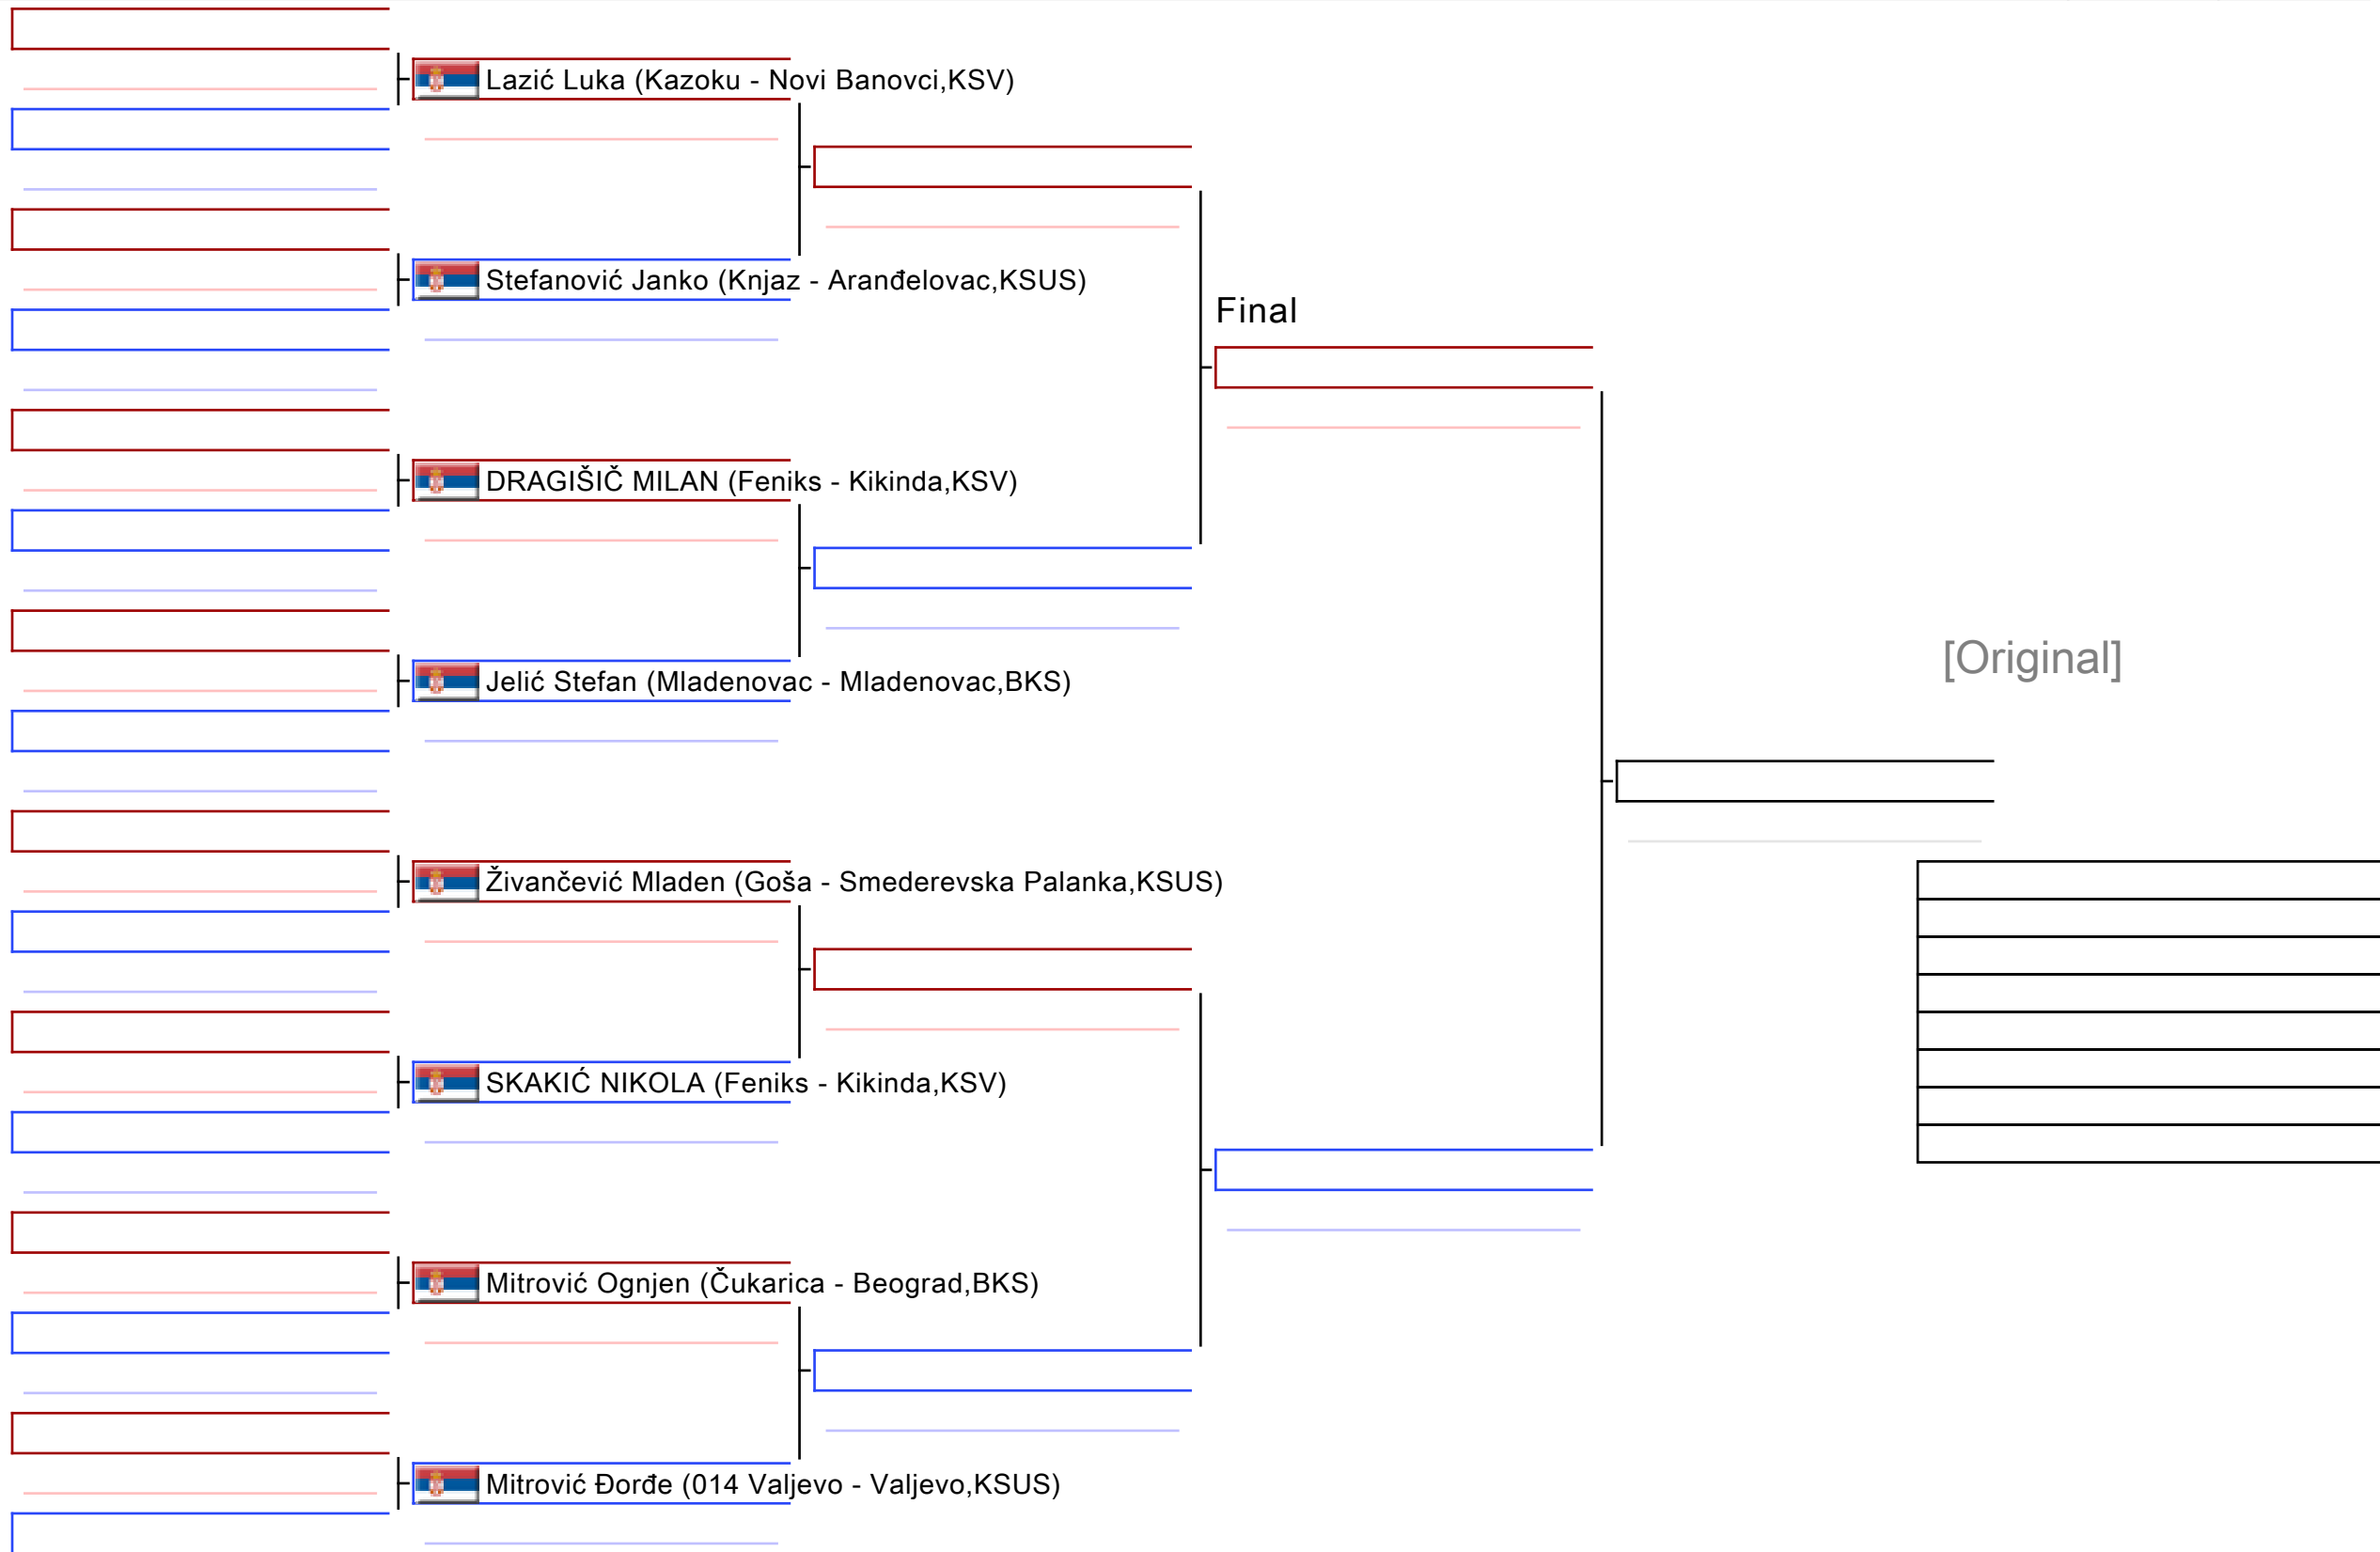 Lazić Luka (Kazoku - Novi Banovci,KSV)
Stefanović Janko (Knjaz - Aranđelovac,KSUS)
Final
DRAGIŠIČ MILAN (Feniks - Kikinda,KSV)
Jelić Stefan (Mladenovac - Mladenovac,BKS)
[Original]
Živančević Mladen (Goša - Smederevska Palanka,KSUS)
SKAKIĆ NIKOLA (Feniks - Kikinda,KSV)
Mitrović Ognjen (Čukarica - Beograd,BKS)
Mitrović Đorđe (014 Valjevo - Valjevo,KSUS)